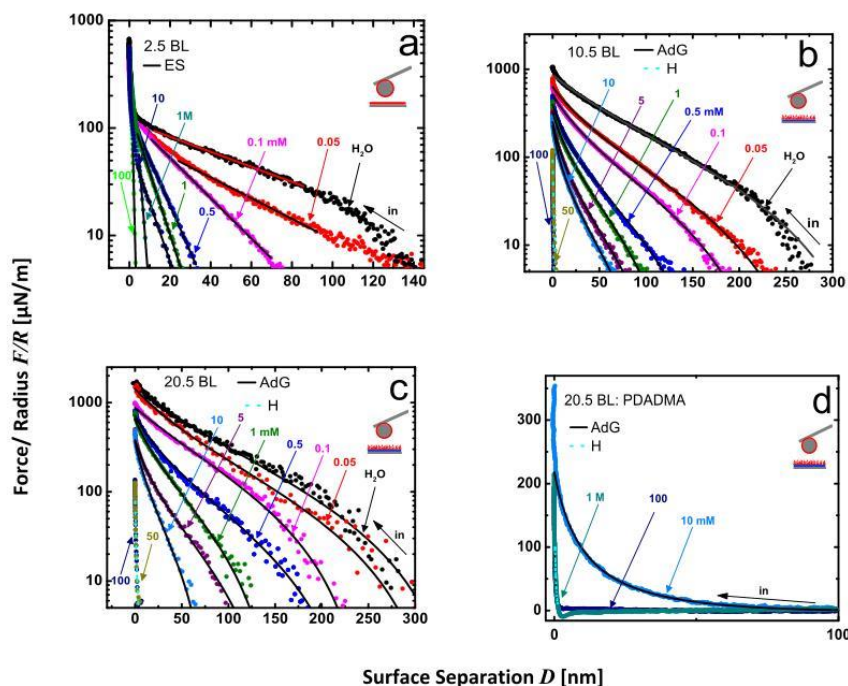 Force/ Radius F/R [µN/m]
a
2.5 BL
ES
10
1M
0.1 mM
0.05
H₂O
in
100
1
0.5
1000
100
10
0 20 40 60 80 100 120 140
b
10.5 BL
AdG
H
10
5
1
0.5 mM
0.1
0.05
H₂O
in
100
50
1000
100
10
0 50 100 150 200 250 300
c
20.5 BL
AdG
H
10
5
1 mM
0.5
0.1
0.05
H₂O
in
50
100
1000
100
10
0 50 100 150 200 250 300
d
20.5 BL: PDADMA
AdG
H
1 M
100
10 mM
in
300
200
100
0
0 100
Surface Separation D [nm]